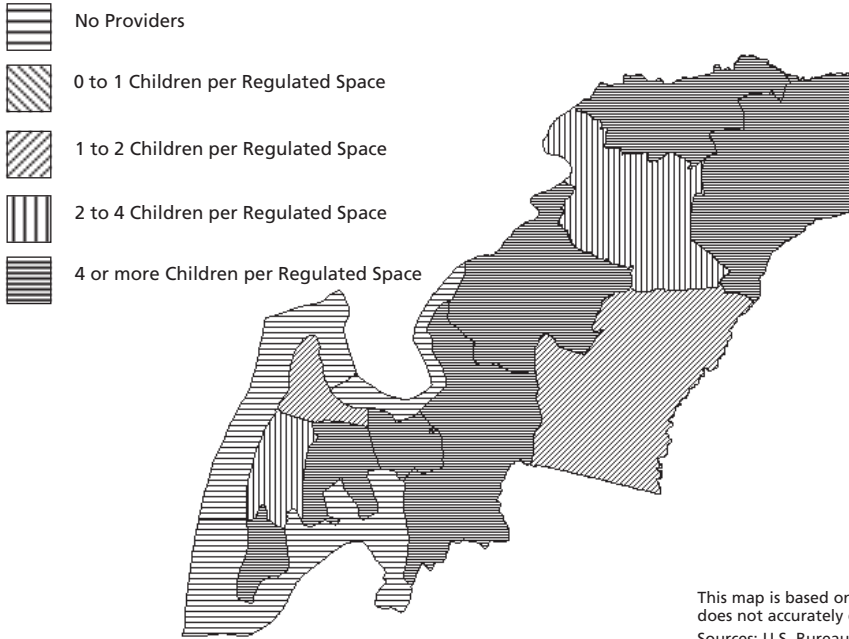 No Providers
0 to 1 Children per Regulated Space
1 to 2 Children per Regulated Space
2 to 4 Children per Regulated Space
4 or more Children per Regulated Space
This map is based on
does not accurately
Sources: U.S. Bureau